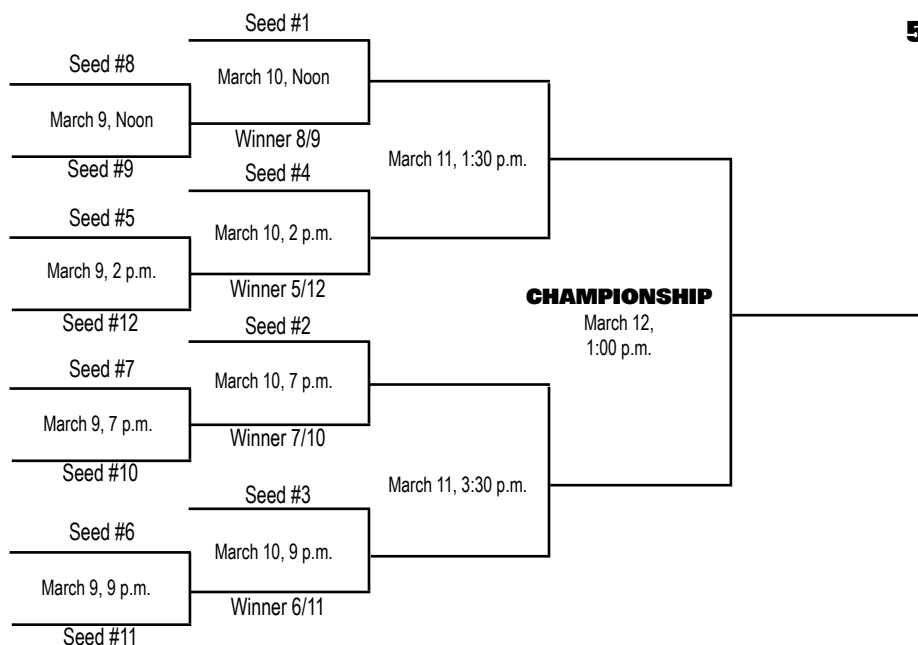 Seed #1
5
Seed #8
March 10, Noon
March 9, Noon
Winner 8/9
Seed #9
March 11, 1:30 p.m.
Seed #4
Seed #5
March 10, 2 p.m.
March 9, 2 p.m.
Winner 5/12
Seed #12
CHAMPIONSHIP
March 12,
1:00 p.m.
Seed #2
Seed #7
March 10, 7 p.m.
March 9, 7 p.m.
Winner 7/10
Seed #10
March 11, 3:30 p.m.
Seed #3
Seed #6
March 10, 9 p.m.
March 9, 9 p.m.
Winner 6/11
Seed #11